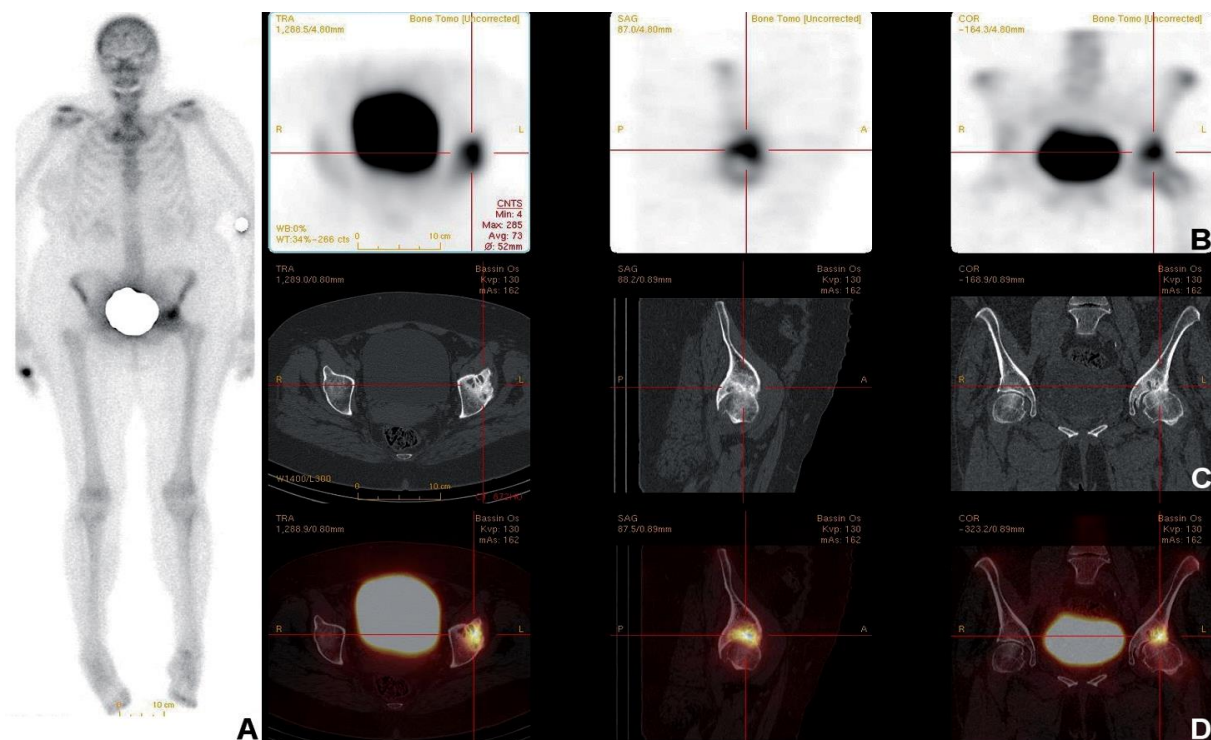 TRA
1,288.5/4.80mm
Bone Tomo [Uncorrected]
R
L
CNTS
Min: 4
Max: 285
Avg: 73
Ø: 52mm
WB:0%
WT:34%-266 cts
0
10 cm
SAG
87.0/4.80mm
Bone Tomo [Uncorrected]
P
A
COR
-164.3/4.80mm
Bone Tomo [Uncorrected]
R
L
B
TRA
1,289.0/0.80mm
Bassin Os
Kvp: 130
mAs: 162
R
L
W1400/L300
0
10 cm
SAG
88.2/0.89mm
Bassin Os
Kvp: 130
mAs: 162
P
A
COR
-168.9/0.89mm
Bassin Os
Kvp: 130
mAs: 162
R
L
C
TRA
1,288.9/0.80mm
Bassin Os
Kvp: 130
mAs: 162
R
L
0
10 cm
SAG
87.5/0.89mm
Bassin Os
Kvp: 130
mAs: 162
P
A
COR
-323.2/0.89mm
Bassin Os
Kvp: 130
mAs: 162
R
L
D
0
10 cm
A